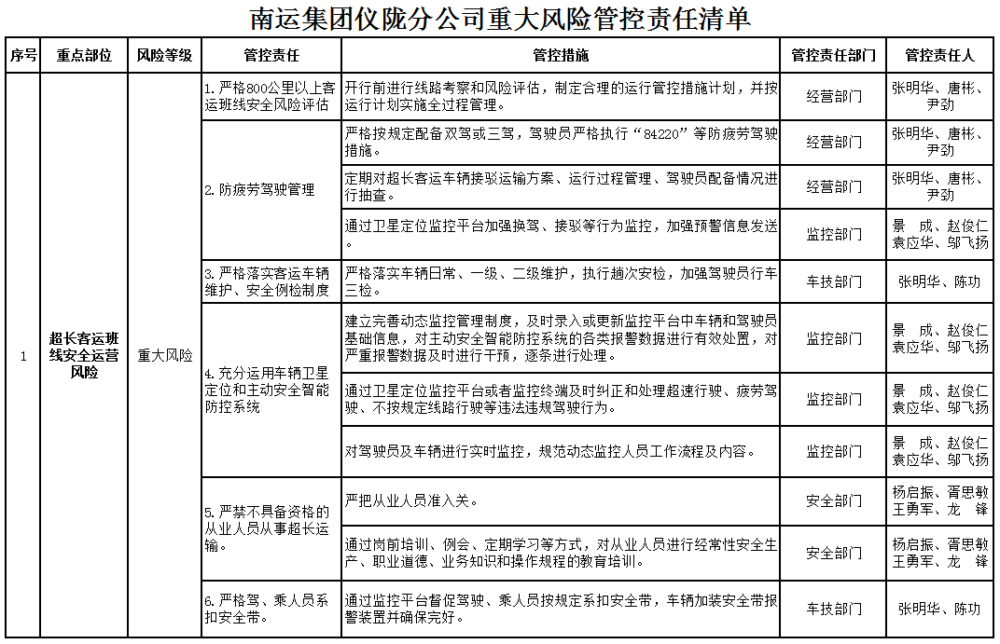 南运集团仪陇分公司重大风险管控责任清单
序号 重点部位 风险等级 管控责任 管控措施 管控责任部门 管控责任人
1
超长客运班
线安全运营
风险
重大风险
1.严格800公里以上客
运班线安全风险评估
开行前进行线路考察和风险评估，制定合理的运行管控措施计划，并按
运行计划实施全过程管理。
经营部门
张明华、唐彬、
尹劲
2.防疲劳驾驶管理
严格按规定配备双驾或三驾，驾驶员严格执行“84220”等防疲劳驾驶
措施。
经营部门
张明华、唐彬、
尹劲
定期对超长客运车辆接驳运输方案、运行过程管理、驾驶员配备情况进
行抽查。
经营部门
张明华、唐彬、
尹劲
通过卫星定位监控平台加强换驾、接驳等行为监控，加强预警信息发送
。
监控部门
景　成、赵俊仁
袁应华、邬飞扬
3.严格落实客运车辆
维护、安全例检制度
严格落实车辆日常、一级、二级维护，执行趟次安检，加强驾驶员行车
三检。
车技部门
张明华、陈功
4.充分运用车辆卫星
定位和主动安全智能
防控系统
建立完善动态监控管理制度，及时录入或更新监控平台中车辆和驾驶员
基础信息，对主动安全智能防控系统的各类报警数据进行有效处置，对
严重报警数据及时进行干预，逐条进行处理。
监控部门
景　成、赵俊仁
袁应华、邬飞扬
通过卫星定位监控平台或者监控终端及时纠正和处理超速行驶、疲劳驾
驶、不按规定线路行驶等违法违规驾驶行为。
监控部门
景　成、赵俊仁
袁应华、邬飞扬
对驾驶员及车辆进行实时监控，规范动态监控人员工作流程及内容。
监控部门
景　成、赵俊仁
袁应华、邬飞扬
5.严禁不具备资格的
从业人员从事超长运
输。
严把从业人员准入关。
安全部门
杨启振、胥思敏
王勇军、龙　锋
通过岗前培训、例会、定期学习等方式，对从业人员进行经常性安全生
产、职业道德、业务知识和操作规程的教育培训。
安全部门
杨启振、胥思敏
王勇军、龙　锋
6.严格驾、乘人员系
扣安全带。
通过监控平台督促驾驶、乘人员按规定系扣安全带，车辆加装安全带报
警装置并确保完好。
车技部门
张明华、陈功